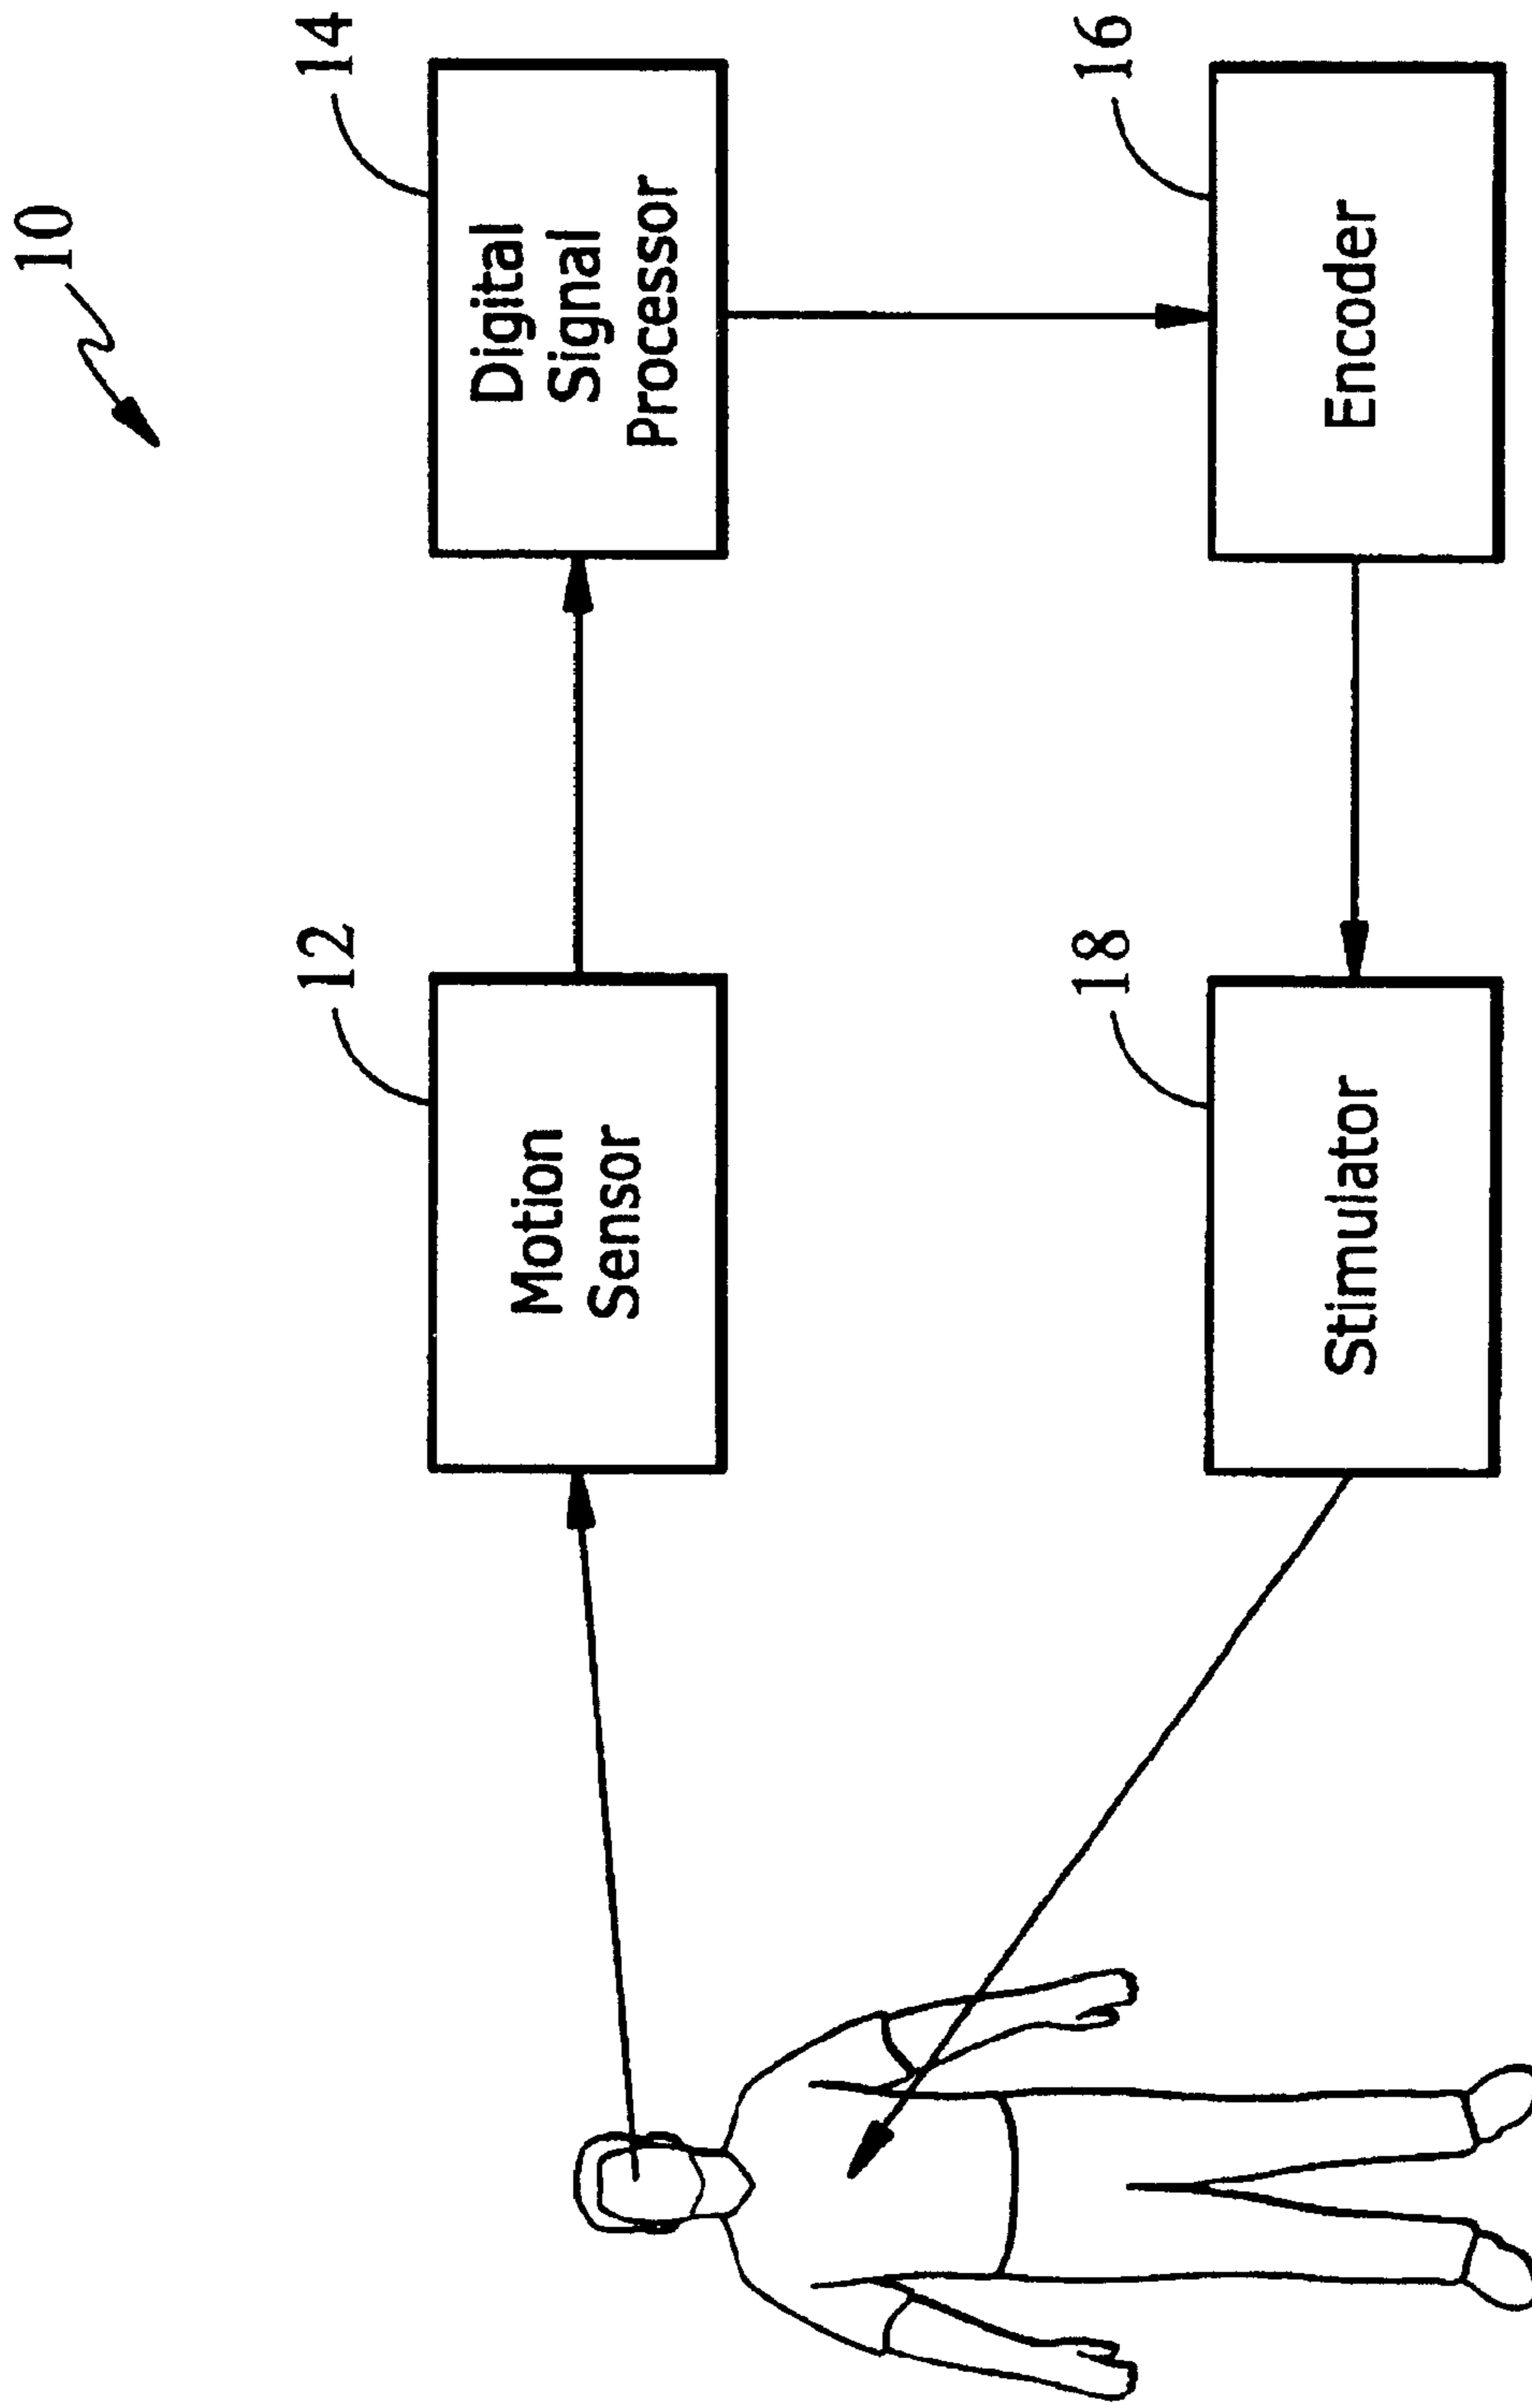 10
12
Motion
Sensor
14
Digital
Signal
Processor
18
Stimulator
16
Encoder